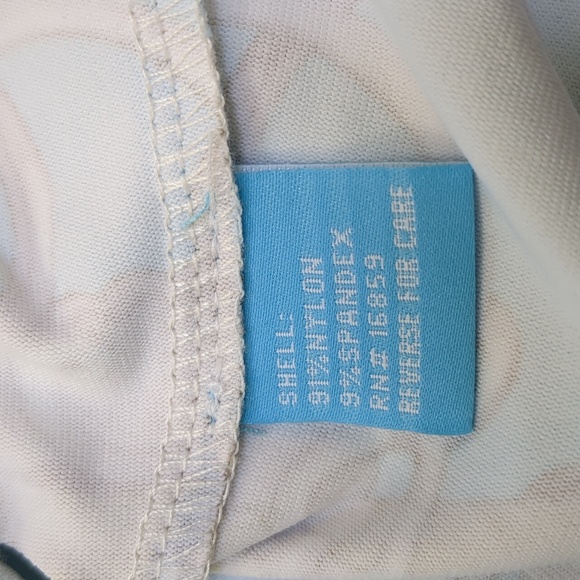 SHELL:
91%NYLON
9%SPANDEX
RN# 16859
REVERSE FOR CARE